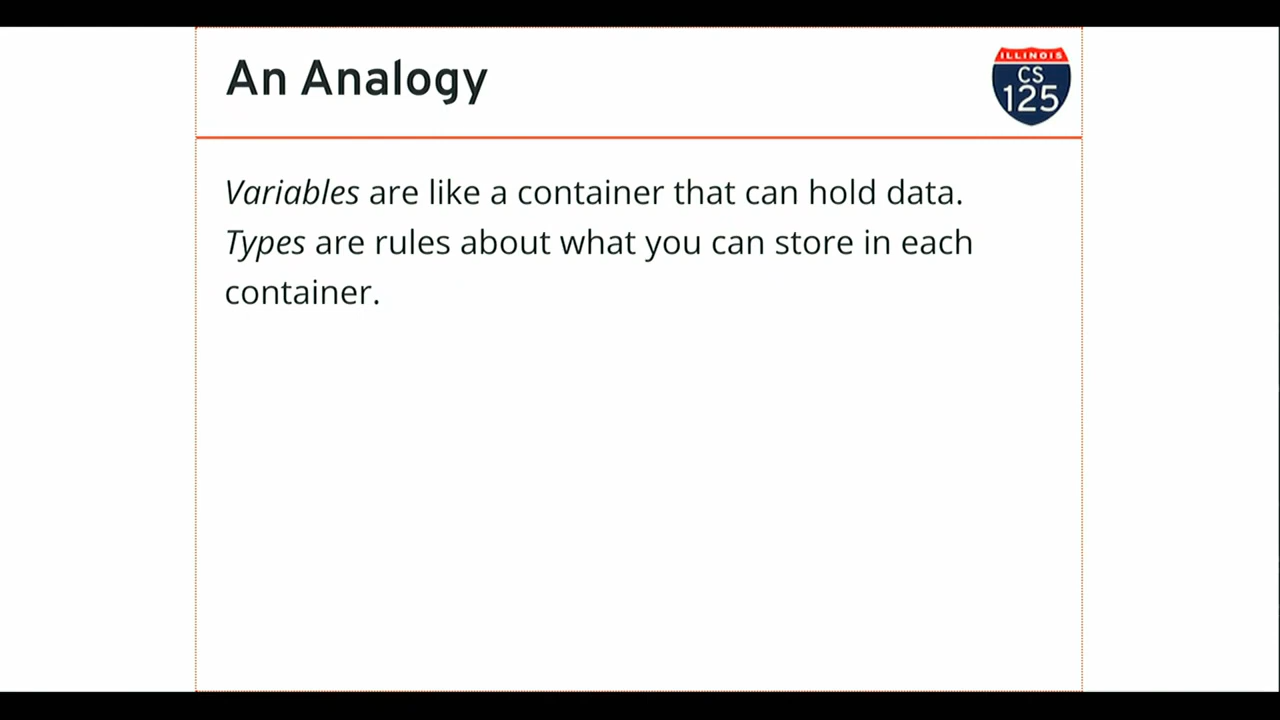 An Analogy
ILLINOIS
CS
125
Variables are like a container that can hold data.
Types are rules about what you can store in each
container.